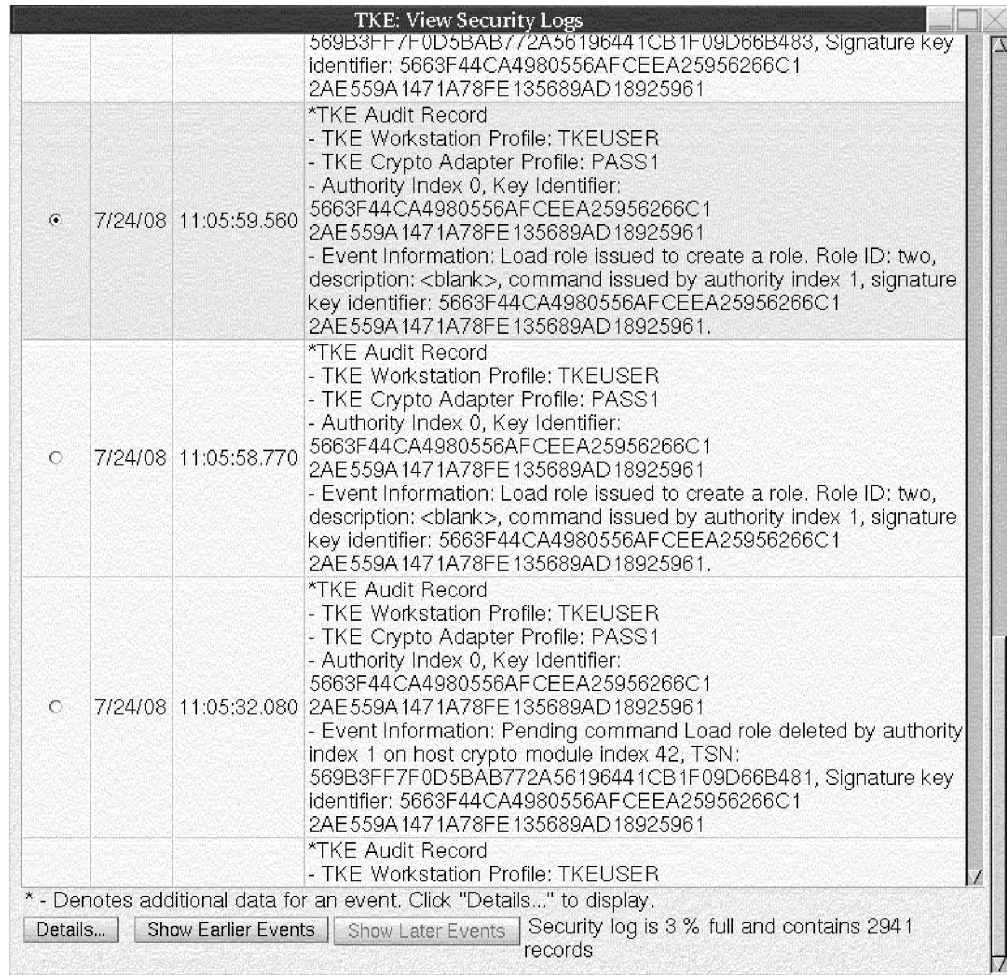 TKE: View Security Logs
569B3FF7F0D5BAB772A56196441CB1F09D66B483, Signature key
identifier: 5663F44CA4980556AFCEEA25956266C1
2AE559A1471A78FE135689AD18925961
*TKE Audit Record
- TKE Workstation Profile: TKEUSER
- TKE Crypto Adapter Profile: PASS1
- Authority Index 0, Key Identifier:
7/24/08 11:05:59.560 5663F44CA4980556AFCEEA25956266C1
2AE559A1471A78FE135689AD18925961
- Event Information: Load role issued to create a role. Role ID: two,
description: <blank>, command issued by authority index 1, signature
key identifier: 5663F44CA4980556AFCEEA25956266C1
2AE559A1471A78FE135689AD18925961.
*TKE Audit Record
- TKE Workstation Profile: TKEUSER
- TKE Crypto Adapter Profile: PASS1
- Authority Index 0, Key Identifier:
7/24/08 11:05:58.770 5663F44CA4980556AFCEEA25956266C1
2AE559A1471A78FE135689AD18925961
- Event Information: Load role issued to create a role. Role ID: two,
description: <blank>, command issued by authority index 1, signature
key identifier: 5663F44CA4980556AFCEEA25956266C1
2AE559A1471A78FE135689AD18925961.
*TKE Audit Record
- TKE Workstation Profile: TKEUSER
- TKE Crypto Adapter Profile: PASS1
- Authority Index 0, Key Identifier:
5663F44CA4980556AFCEEA25956266C1
7/24/08 11:05:32.080 2AE559A1471A78FE135689AD18925961
- Event Information: Pending command Load role deleted by authority
index 1 on host crypto module index 42, TSN:
569B3FF7F0D5BAB772A56196441CB1F09D66B481, Signature key
identifier: 5663F44CA4980556AFCEEA25956266C1
2AE559A1471A78FE135689AD18925961
*TKE Audit Record
- TKE Workstation Profile: TKEUSER
* - Denotes additional data for an event. Click "Details..." to display.
Details... Show Earlier Events Show Later Events Security log is 3 % full and contains 2941
records